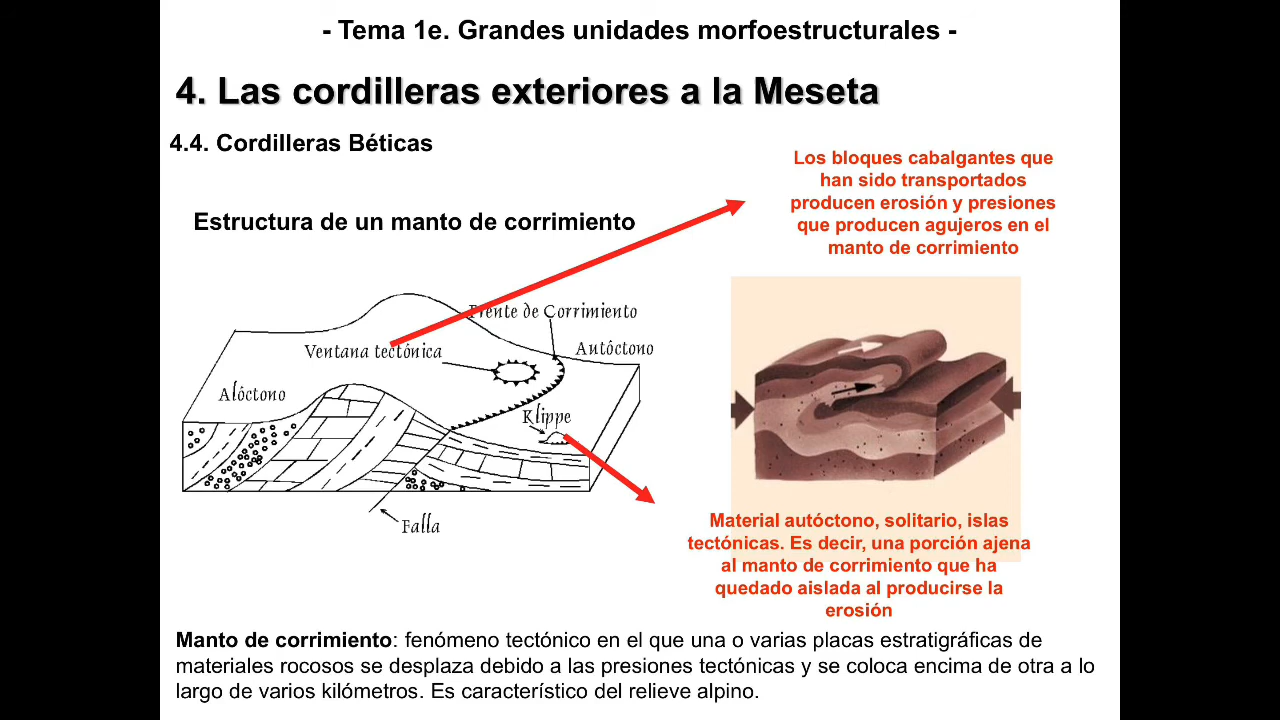 - Tema 1e. Grandes unidades morfoestructurales -
4. Las cordilleras exteriores a la Meseta
4.4. Cordilleras Béticas
Los bloques cabalgantes que
han sido transportados
producen erosión y presiones
que producen agujeros en el
manto de corrimiento
Estructura de un manto de corrimiento
Frente de Corrimiento
Ventana tectónica
Autóctono
Alóctono
Klippe
Falla
Material autóctono, solitario, islas
tectónicas. Es decir, una porción ajena
al manto de corrimiento que ha
quedado aislada al producirse la
erosión
Manto de corrimiento: fenómeno tectónico en el que una o varias placas estratigráficas de
materiales rocosos se desplaza debido a las presiones tectónicas y se coloca encima de otra a lo
largo de varios kilómetros. Es característico del relieve alpino.